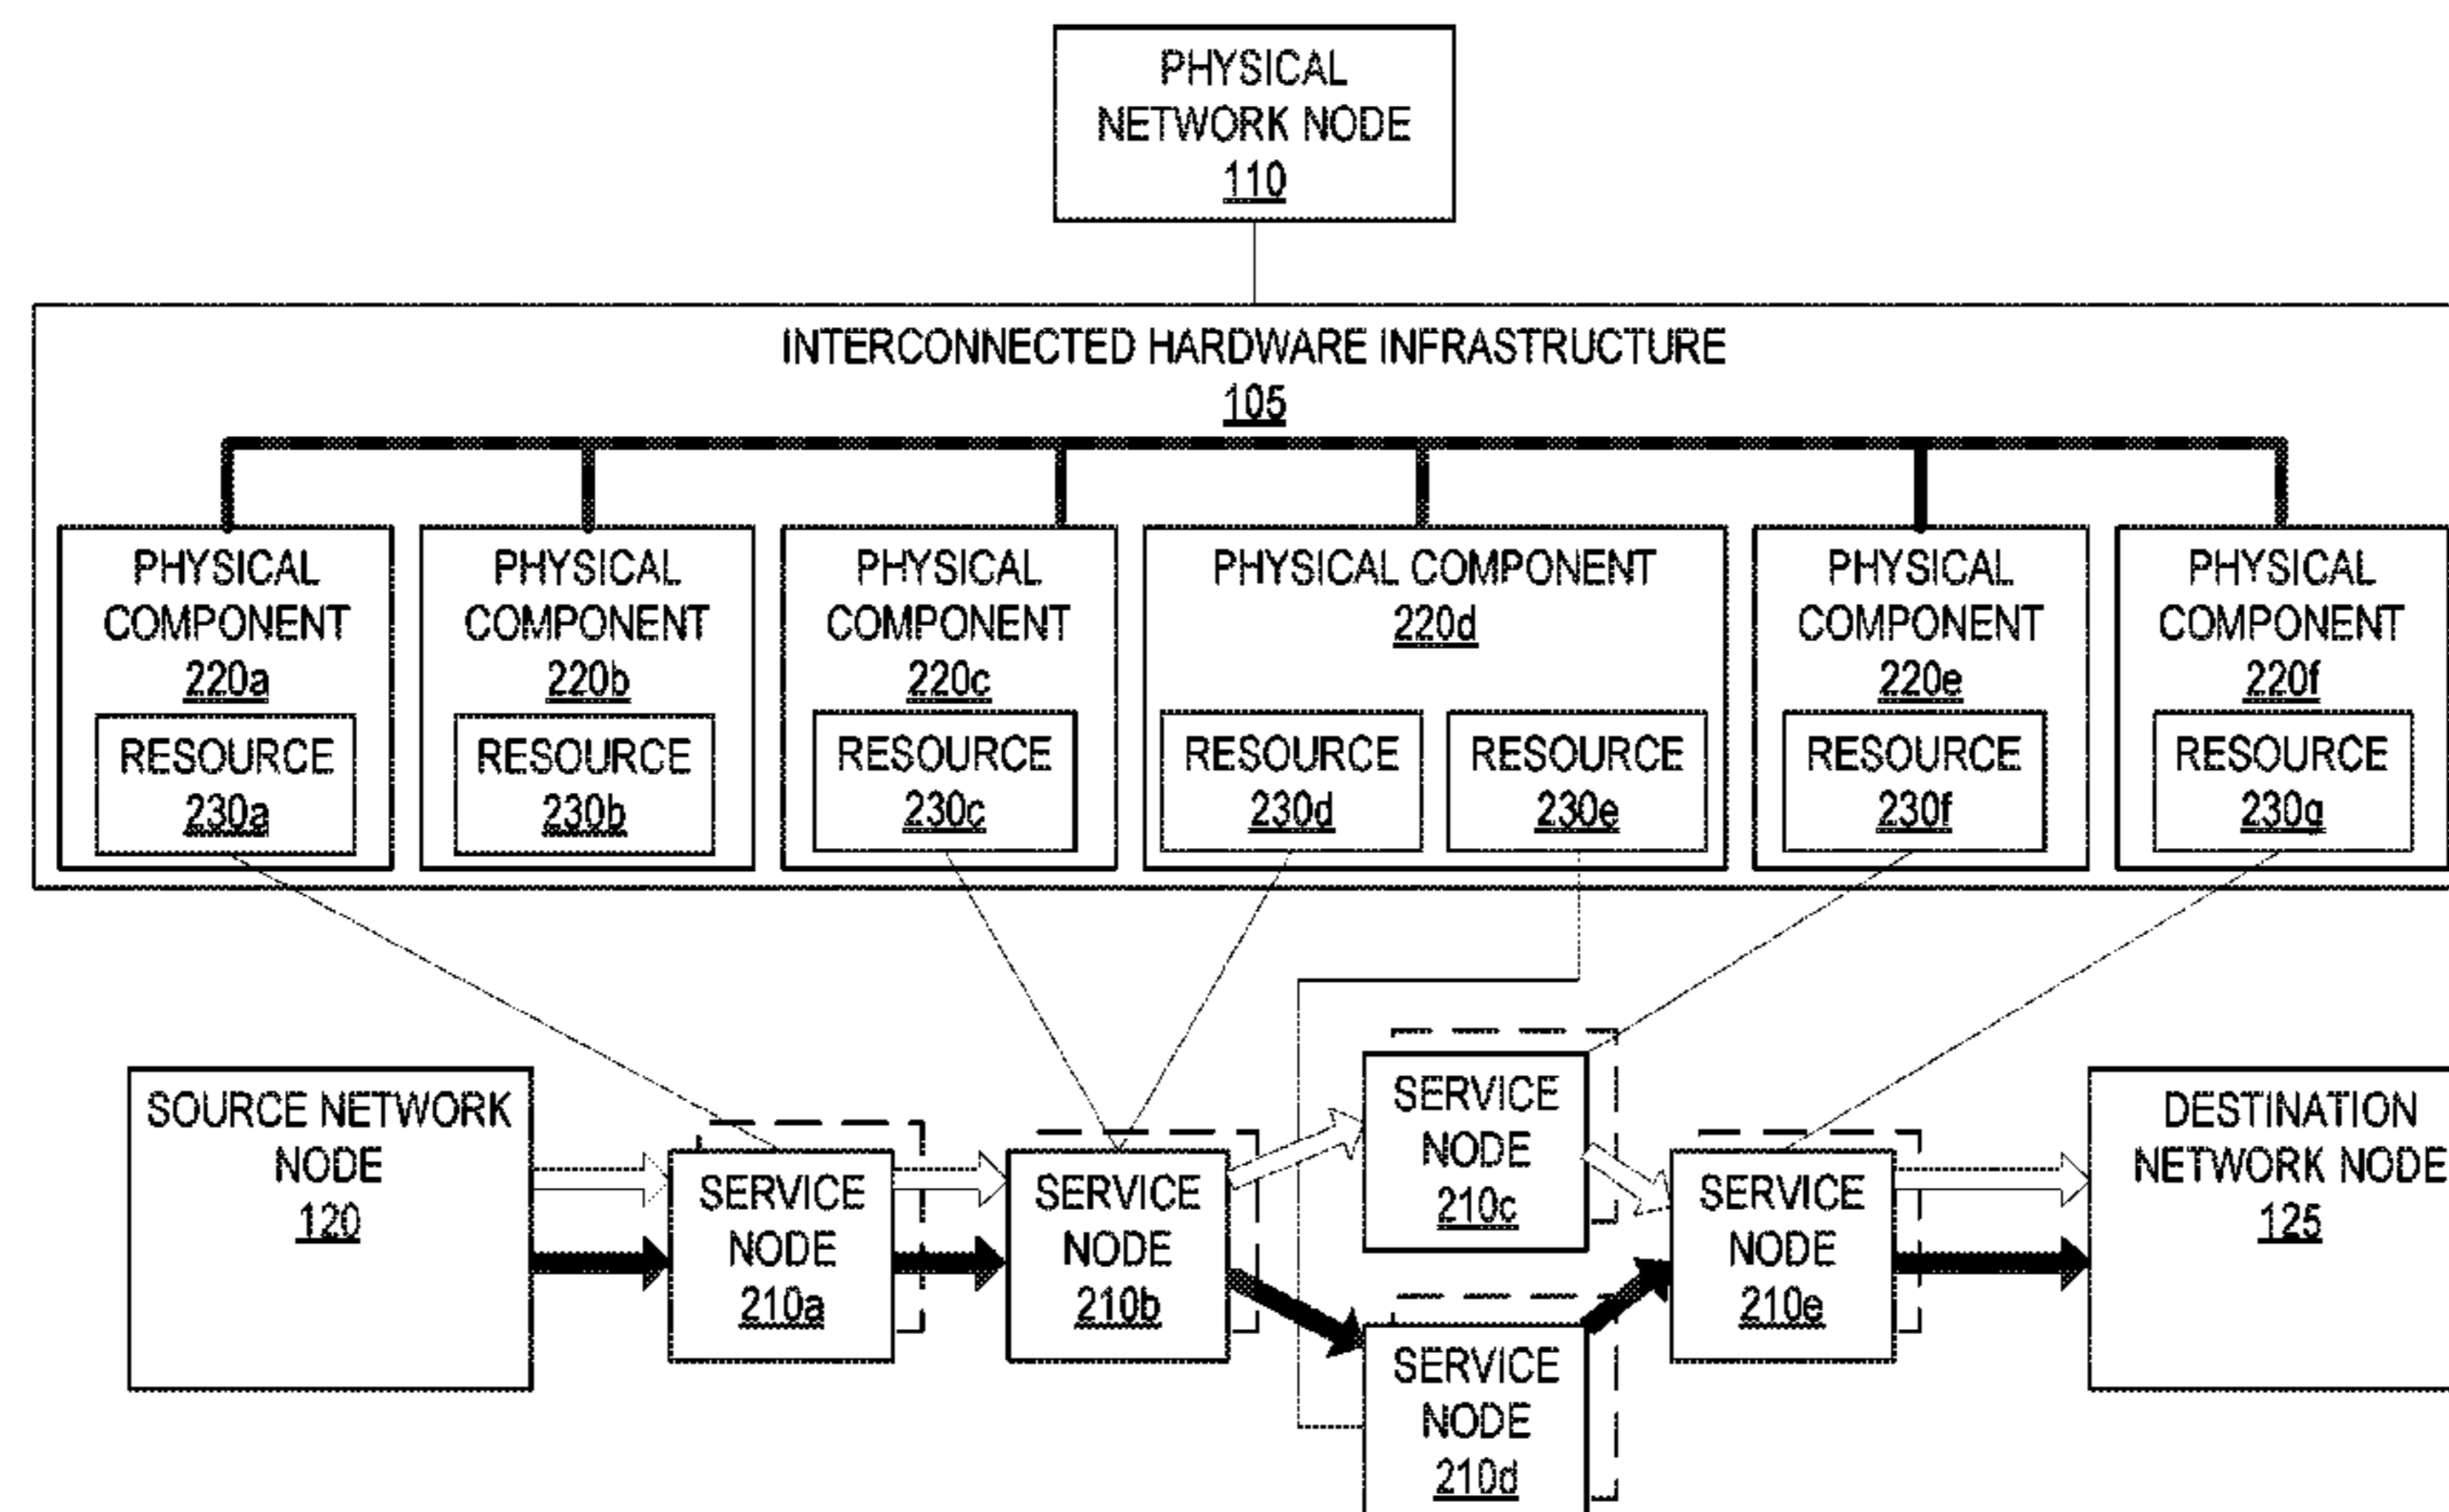 PHYSICAL
NETWORK NODE
110
INTERCONNECTED HARDWARE INFRASTRUCTURE
105
PHYSICAL
COMPONENT
220a
RESOURCE
230a
PHYSICAL
COMPONENT
220b
RESOURCE
230b
PHYSICAL
COMPONENT
220c
RESOURCE
230c
PHYSICAL COMPONENT
220d
RESOURCE
230d
RESOURCE
230e
PHYSICAL
COMPONENT
220e
RESOURCE
230f
PHYSICAL
COMPONENT
220f
RESOURCE
230g
SOURCE NETWORK
NODE
120
SERVICE
NODE
210a
SERVICE
NODE
210b
SERVICE
NODE
210c
SERVICE
NODE
210d
SERVICE
NODE
210e
DESTINATION
NETWORK NODE
125